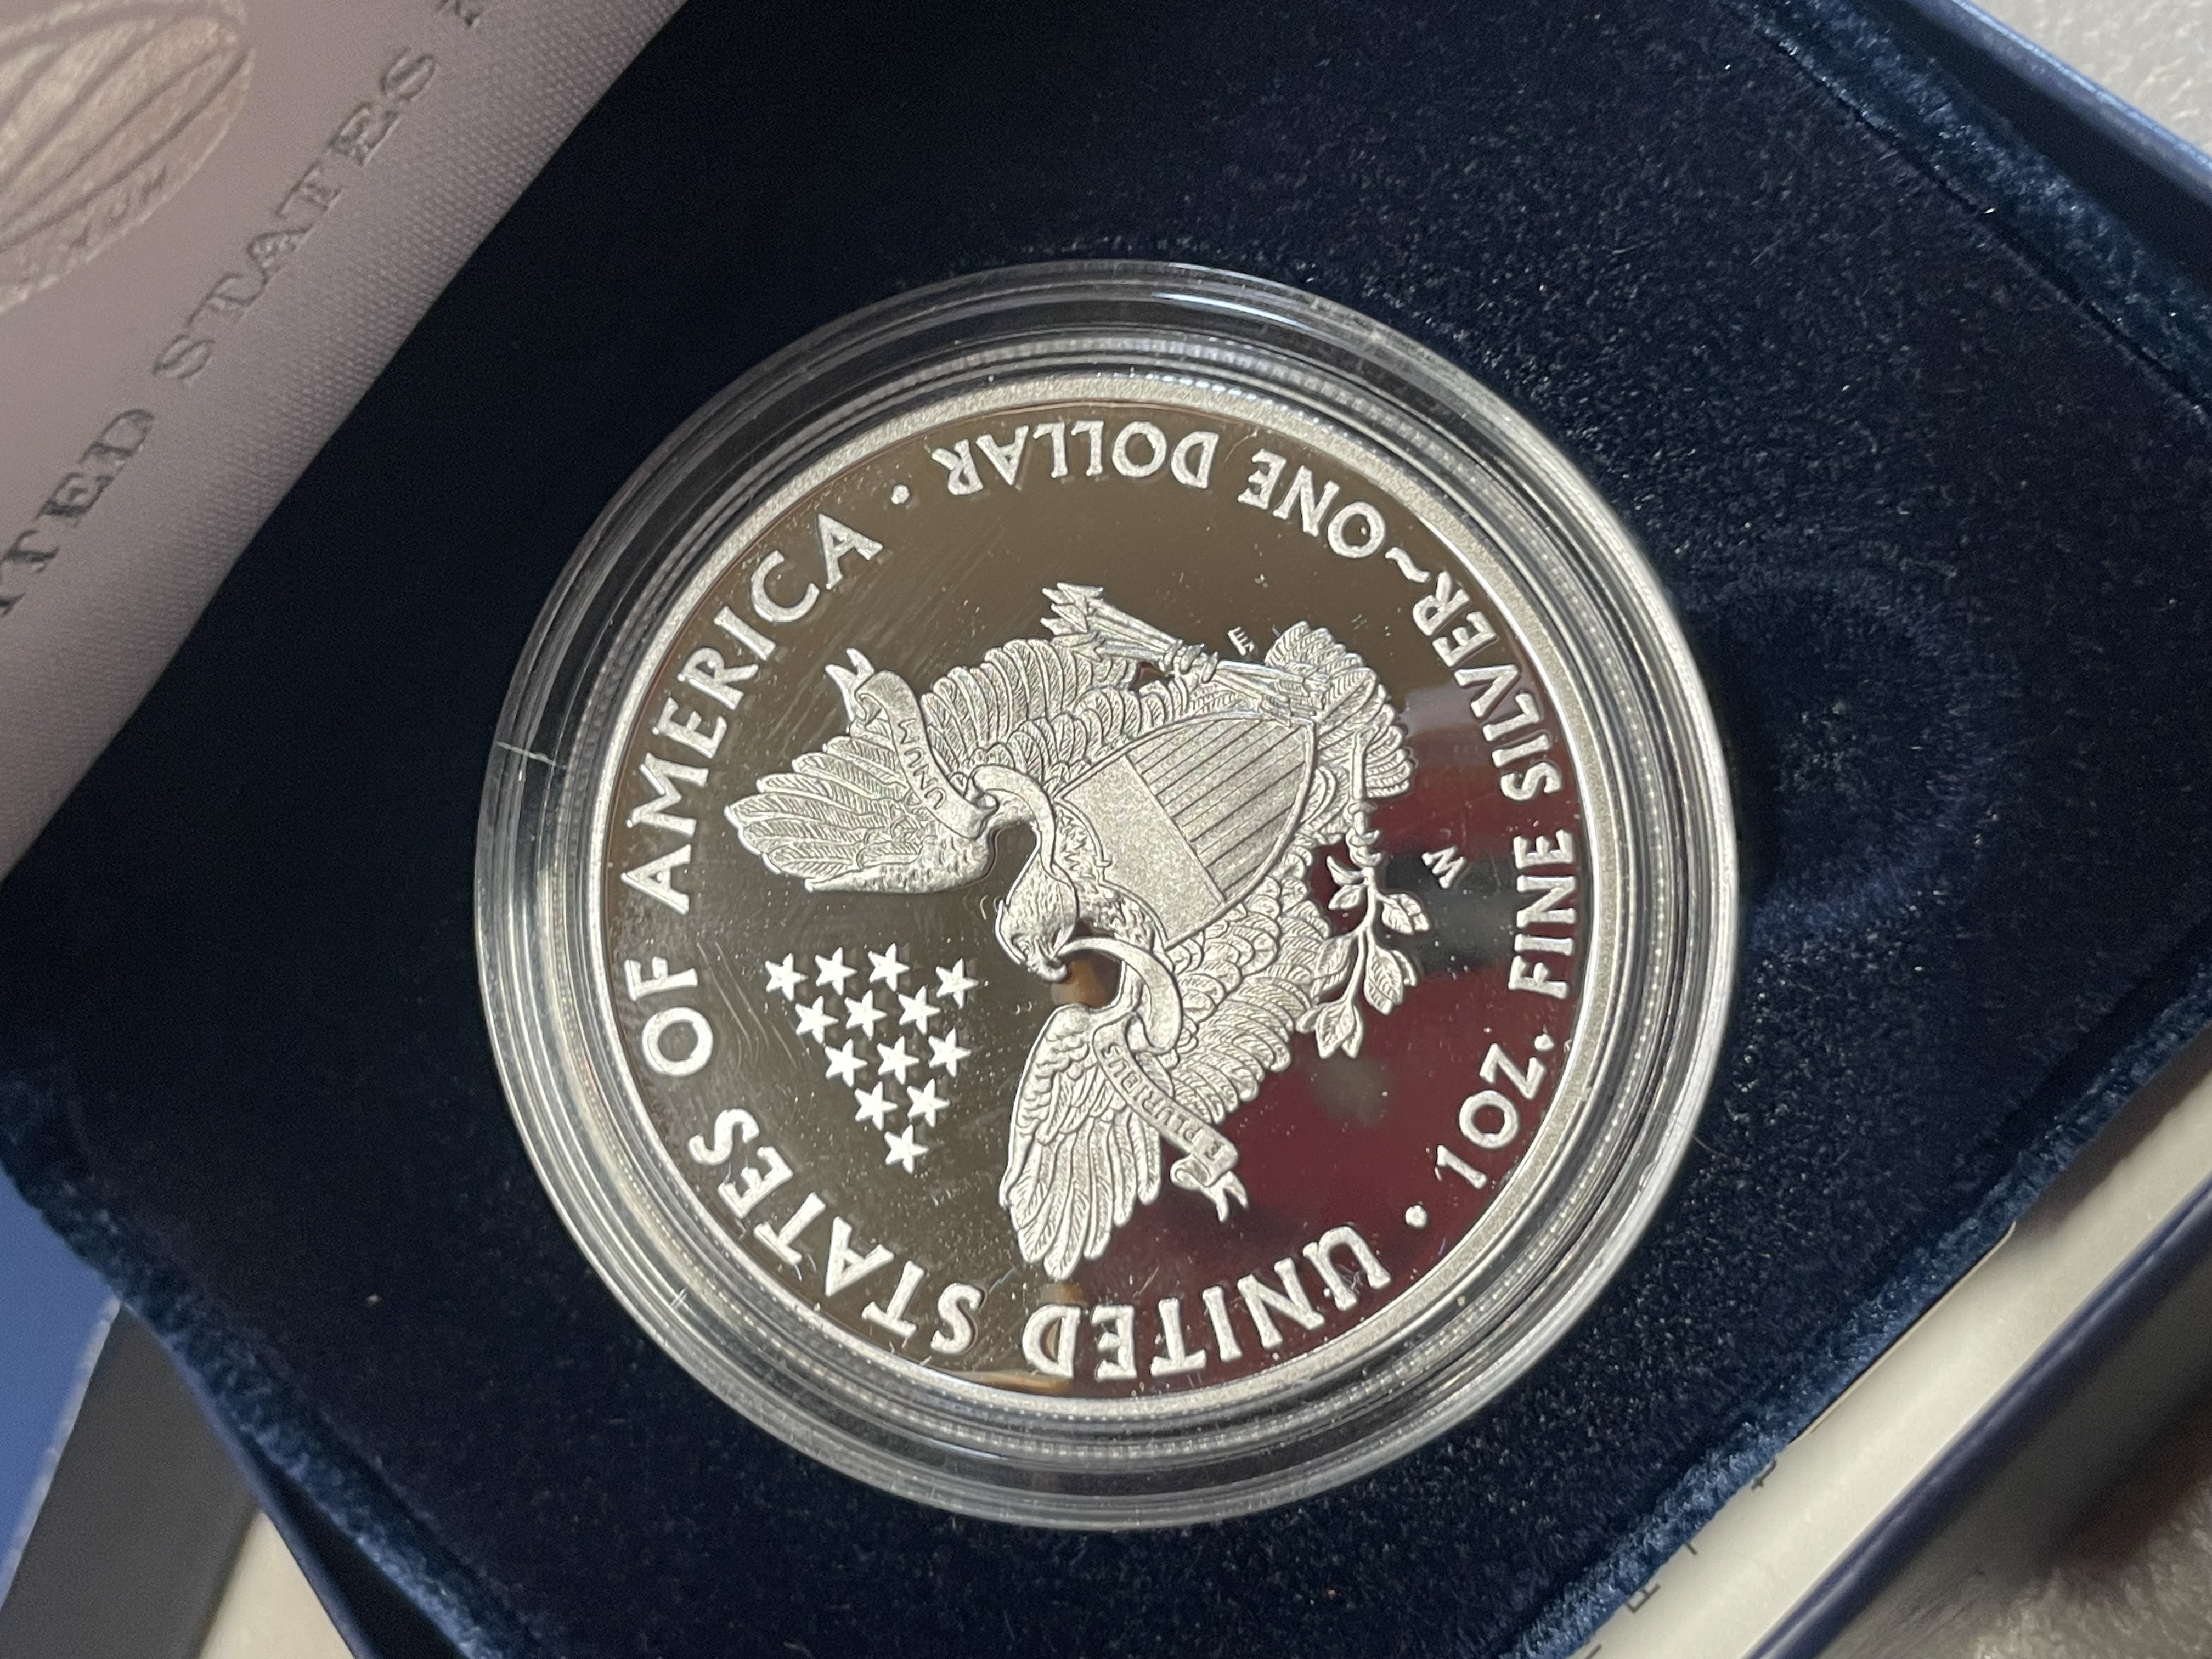 UNITED STATES OF AMERICA
· 1 OZ. FINE SILVER~ONE DOLLAR ·
E PLURIBUS
UNUM
W
UNITED STATES